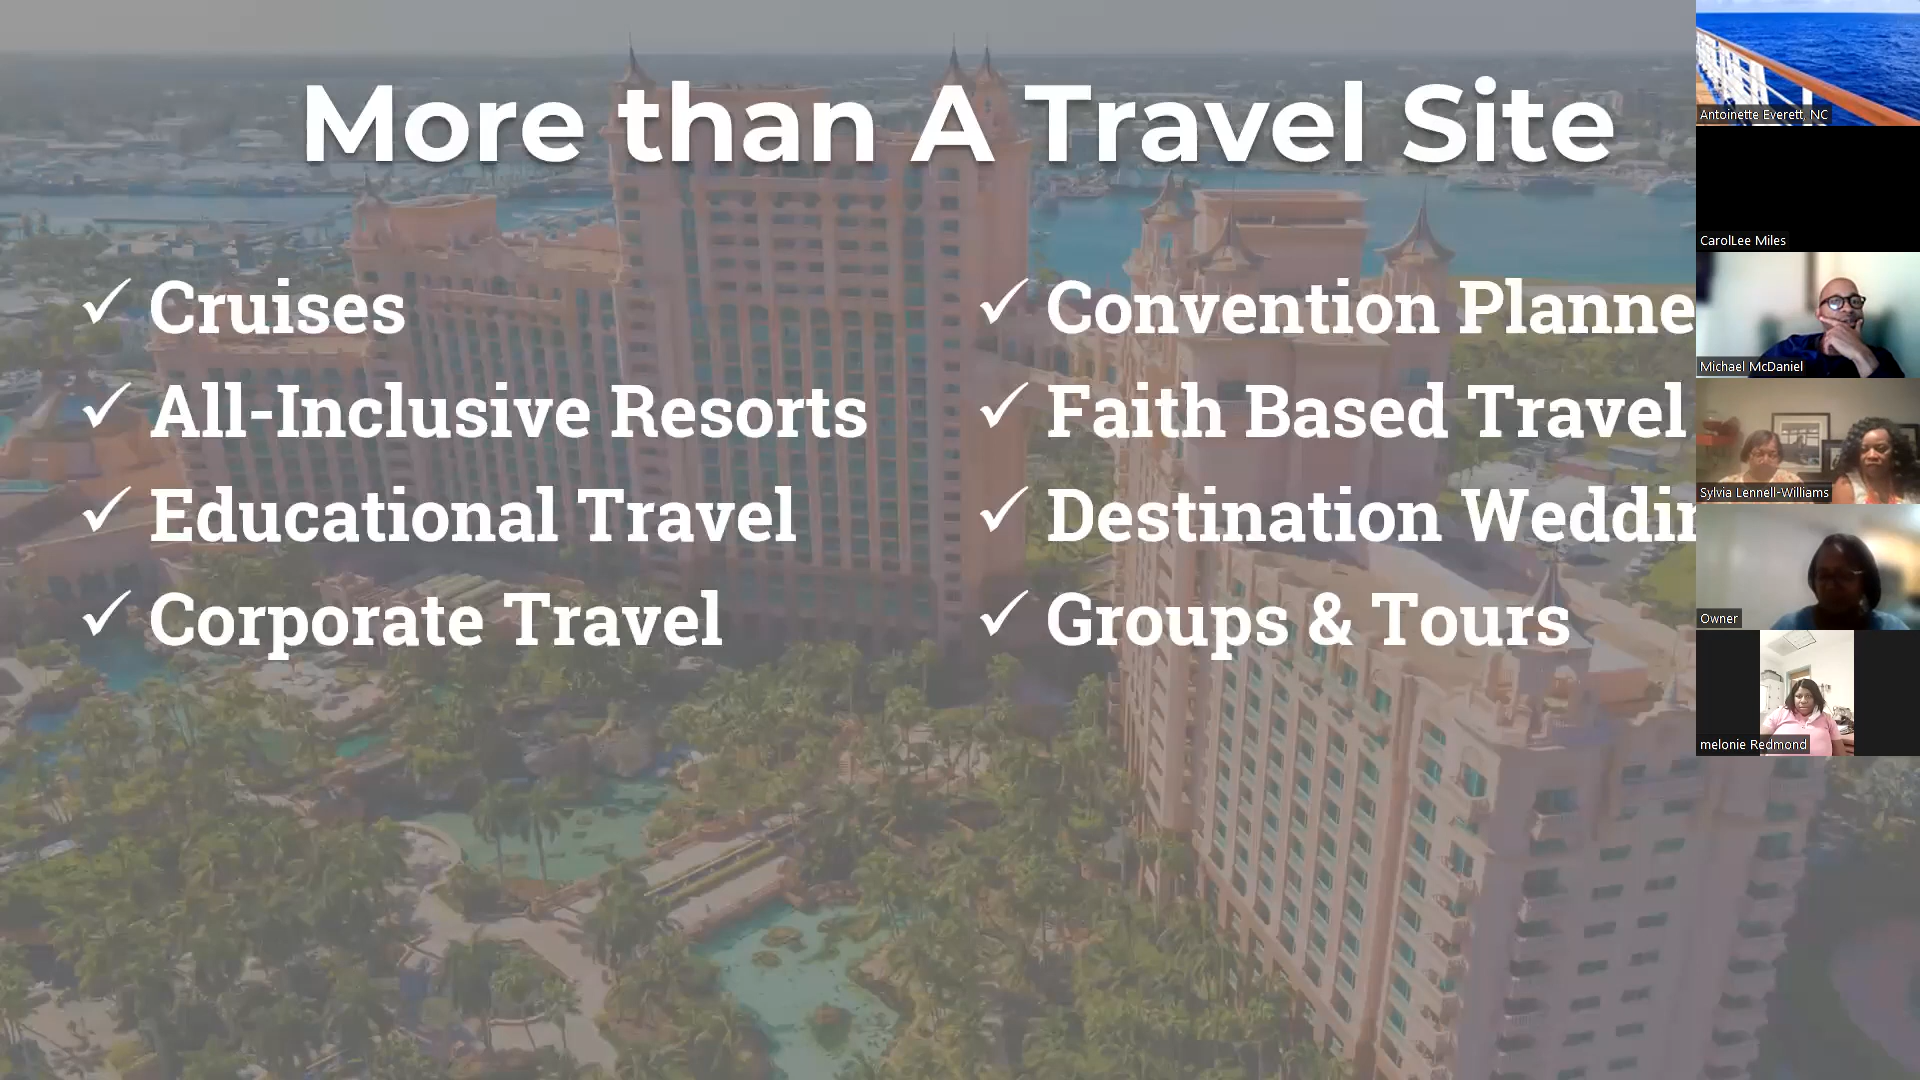 More than A Travel Site
✓ Cruises
✓ All-Inclusive Resorts
✓ Educational Travel
✓ Corporate Travel
✓ Convention Planne
✓ Faith Based Travel
✓ Destination Weddin
✓ Groups & Tours
Antoinette Everett, NC
CarolLee Miles
Michael McDaniel
Sylvia Lennell-Williams
Owner
melonie Redmond